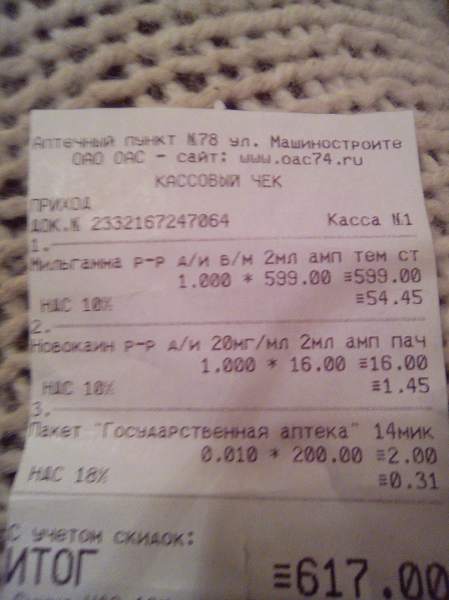 Аптечный пункт №78 ул. Машиностроите
ОАО ОАС - сайт: www.oac74.ru
КАССОВЫЙ ЧЕК
ПРИХОД
ДОК.№ 2332167247064 Касса №1
1.
Мильгамма р-р д/и в/м 2мл амп тем ст
1.000 * 599.00 ≡599.00
НДС 10% ≡54.45
2.
Новокаин р-р д/и 20мг/мл 2мл амп пач
1.000 * 16.00 ≡16.00
НДС 10% ≡1.45
3.
Пакет "Государственная аптека" 14мик
0.010 * 200.00 ≡2.00
НДС 18% ≡0.31
С учетом скидок:
ИТОГ ≡617.00